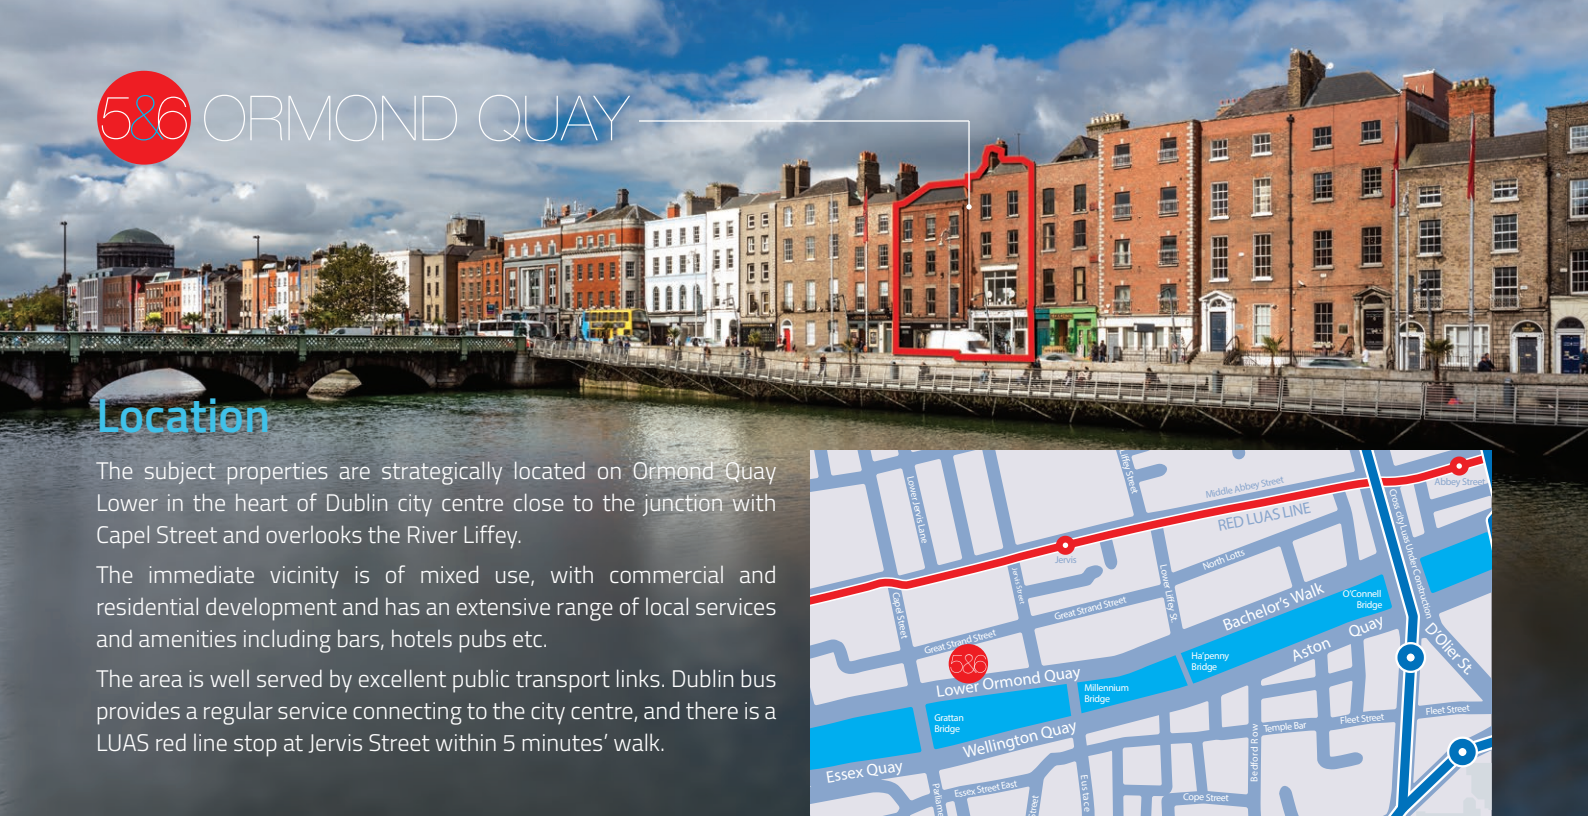 5&6 ORMOND QUAY
Location
The subject properties are strategically located on Ormond Quay
Lower in the heart of Dublin city centre close to the junction with
Capel Street and overlooks the River Liffey.
The immediate vicinity is of mixed use, with commercial and
residential development and has an extensive range of local services
and amenities including bars, hotels pubs etc.
The area is well served by excellent public transport links. Dublin bus
provides a regular service connecting to the city centre, and there is a
LUAS red line stop at Jervis Street within 5 minutes’ walk.
Liffey Street
Middle Abbey Street
Abbey Street
Lower Jervis Lane
RED LUAS LINE
Cross city Luas Under Construction
Jervis
North Lotts
Jervis Street
Lower Liffey St.
Capel Street
Great Strand Street
Bachelor's Walk
O'Connell
Bridge
Great Strand Street
Aston
Quay
D'Olier St
5&6
Ha'penny
Bridge
Lower Ormond Quay
Millennium
Bridge
Grattan
Bridge
Wellington Quay
Temple Bar
Fleet Street
Fleet Street
Bedford Row
Essex Quay
Essex Street East
Eustace
Parliame
Street
Cope Street